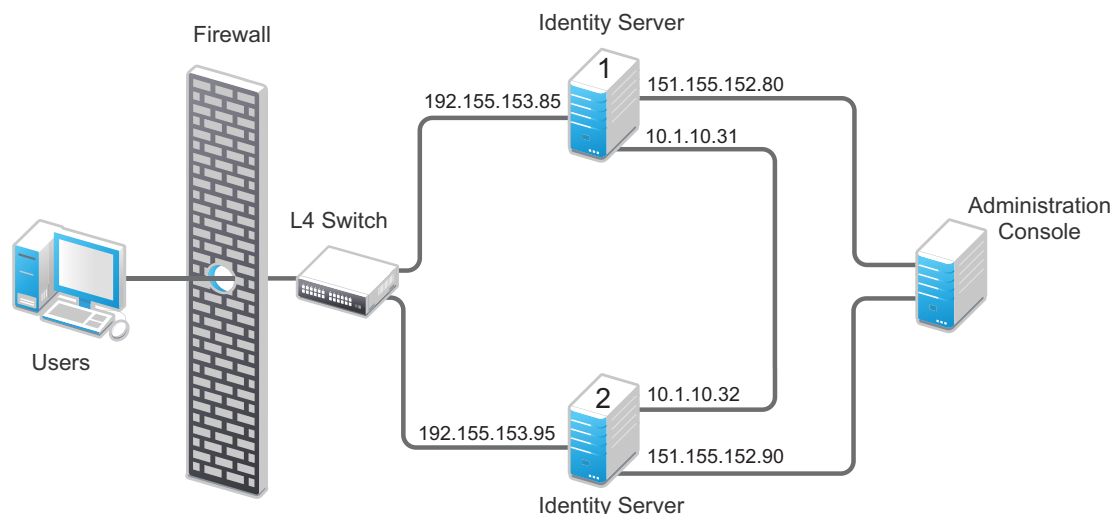 Identity Server
Firewall
1
151.155.152.80
192.155.153.85
10.1.10.31
L4 Switch
Administration
Console
Users
2
10.1.10.32
192.155.153.95
151.155.152.90
Identity Server